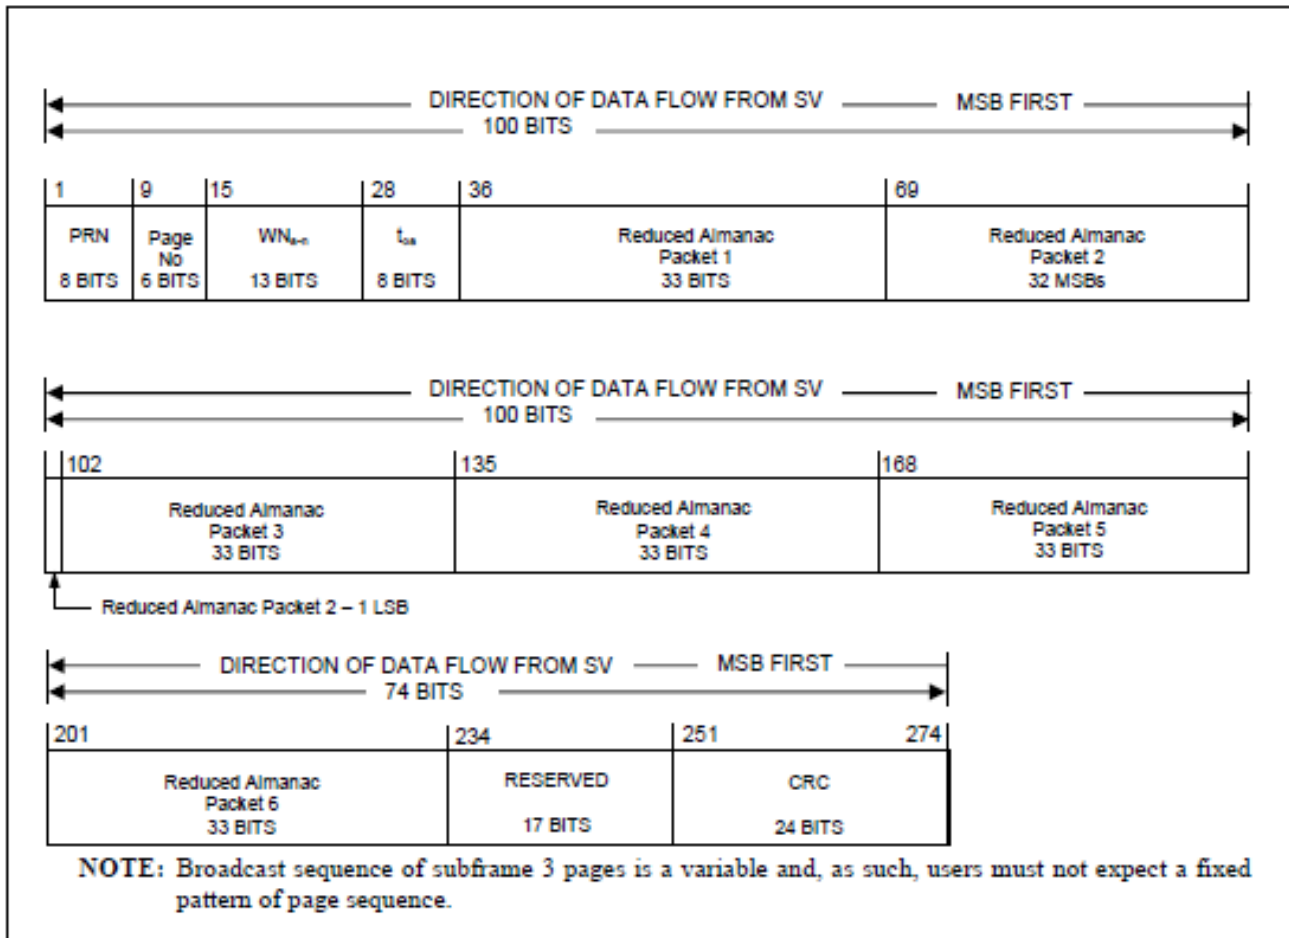 DIRECTION OF DATA FLOW FROM SV MSB FIRST
100 BITS
1 9 15 28 36 69
PRN
8 BITS
Page
No
6 BITS
WNa-n
13 BITS
toa
8 BITS
Reduced Almanac
Packet 1
33 BITS
Reduced Almanac
Packet 2
32 MSBs
DIRECTION OF DATA FLOW FROM SV MSB FIRST
100 BITS
102 135 168
Reduced Almanac
Packet 3
33 BITS
Reduced Almanac
Packet 4
33 BITS
Reduced Almanac
Packet 5
33 BITS
Reduced Almanac Packet 2 – 1 LSB
DIRECTION OF DATA FLOW FROM SV MSB FIRST
74 BITS
201 234 251 274
Reduced Almanac
Packet 6
33 BITS
RESERVED
17 BITS
CRC
24 BITS
NOTE: Broadcast sequence of subframe 3 pages is a variable and, as such, users must not expect a fixed
pattern of page sequence.